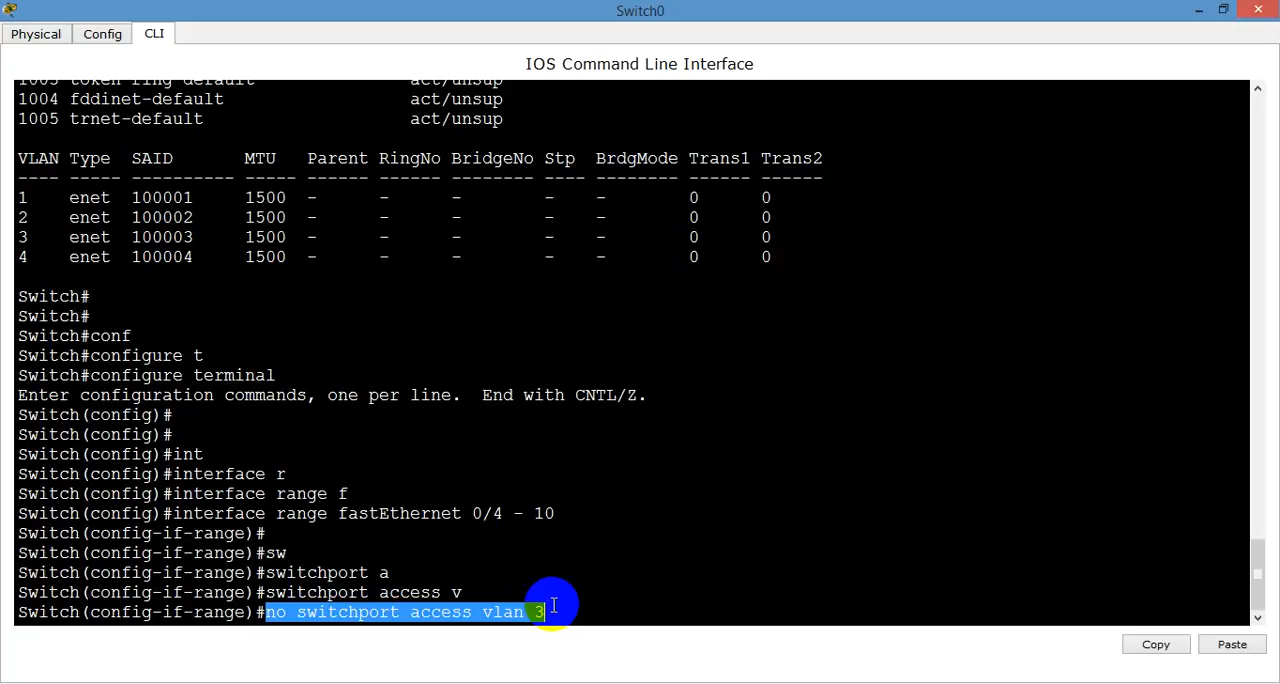 Switch0
Physical Config CLI
IOS Command Line Interface
1003 token-ring-default act/unsup
1004 fddinet-default act/unsup
1005 trnet-default act/unsup
VLAN Type SAID MTU Parent RingNo BridgeNo Stp BrdgMode Trans1 Trans2
---- ----- ---------- ----- ------ ------ -------- ---- -------- ------ ------
1 enet 100001 1500 - - - - - 0 0
2 enet 100002 1500 - - - - - 0 0
3 enet 100003 1500 - - - - - 0 0
4 enet 100004 1500 - - - - - 0 0
Switch#
Switch#
Switch#conf
Switch#configure t
Switch#configure terminal
Enter configuration commands, one per line. End with CNTL/Z.
Switch(config)#
Switch(config)#
Switch(config)#int
Switch(config)#interface r
Switch(config)#interface range f
Switch(config)#interface range fastEthernet 0/4 - 10
Switch(config-if-range)#
Switch(config-if-range)#sw
Switch(config-if-range)#switchport a
Switch(config-if-range)#switchport access v
Switch(config-if-range)#no switchport access vlan 3
Copy Paste